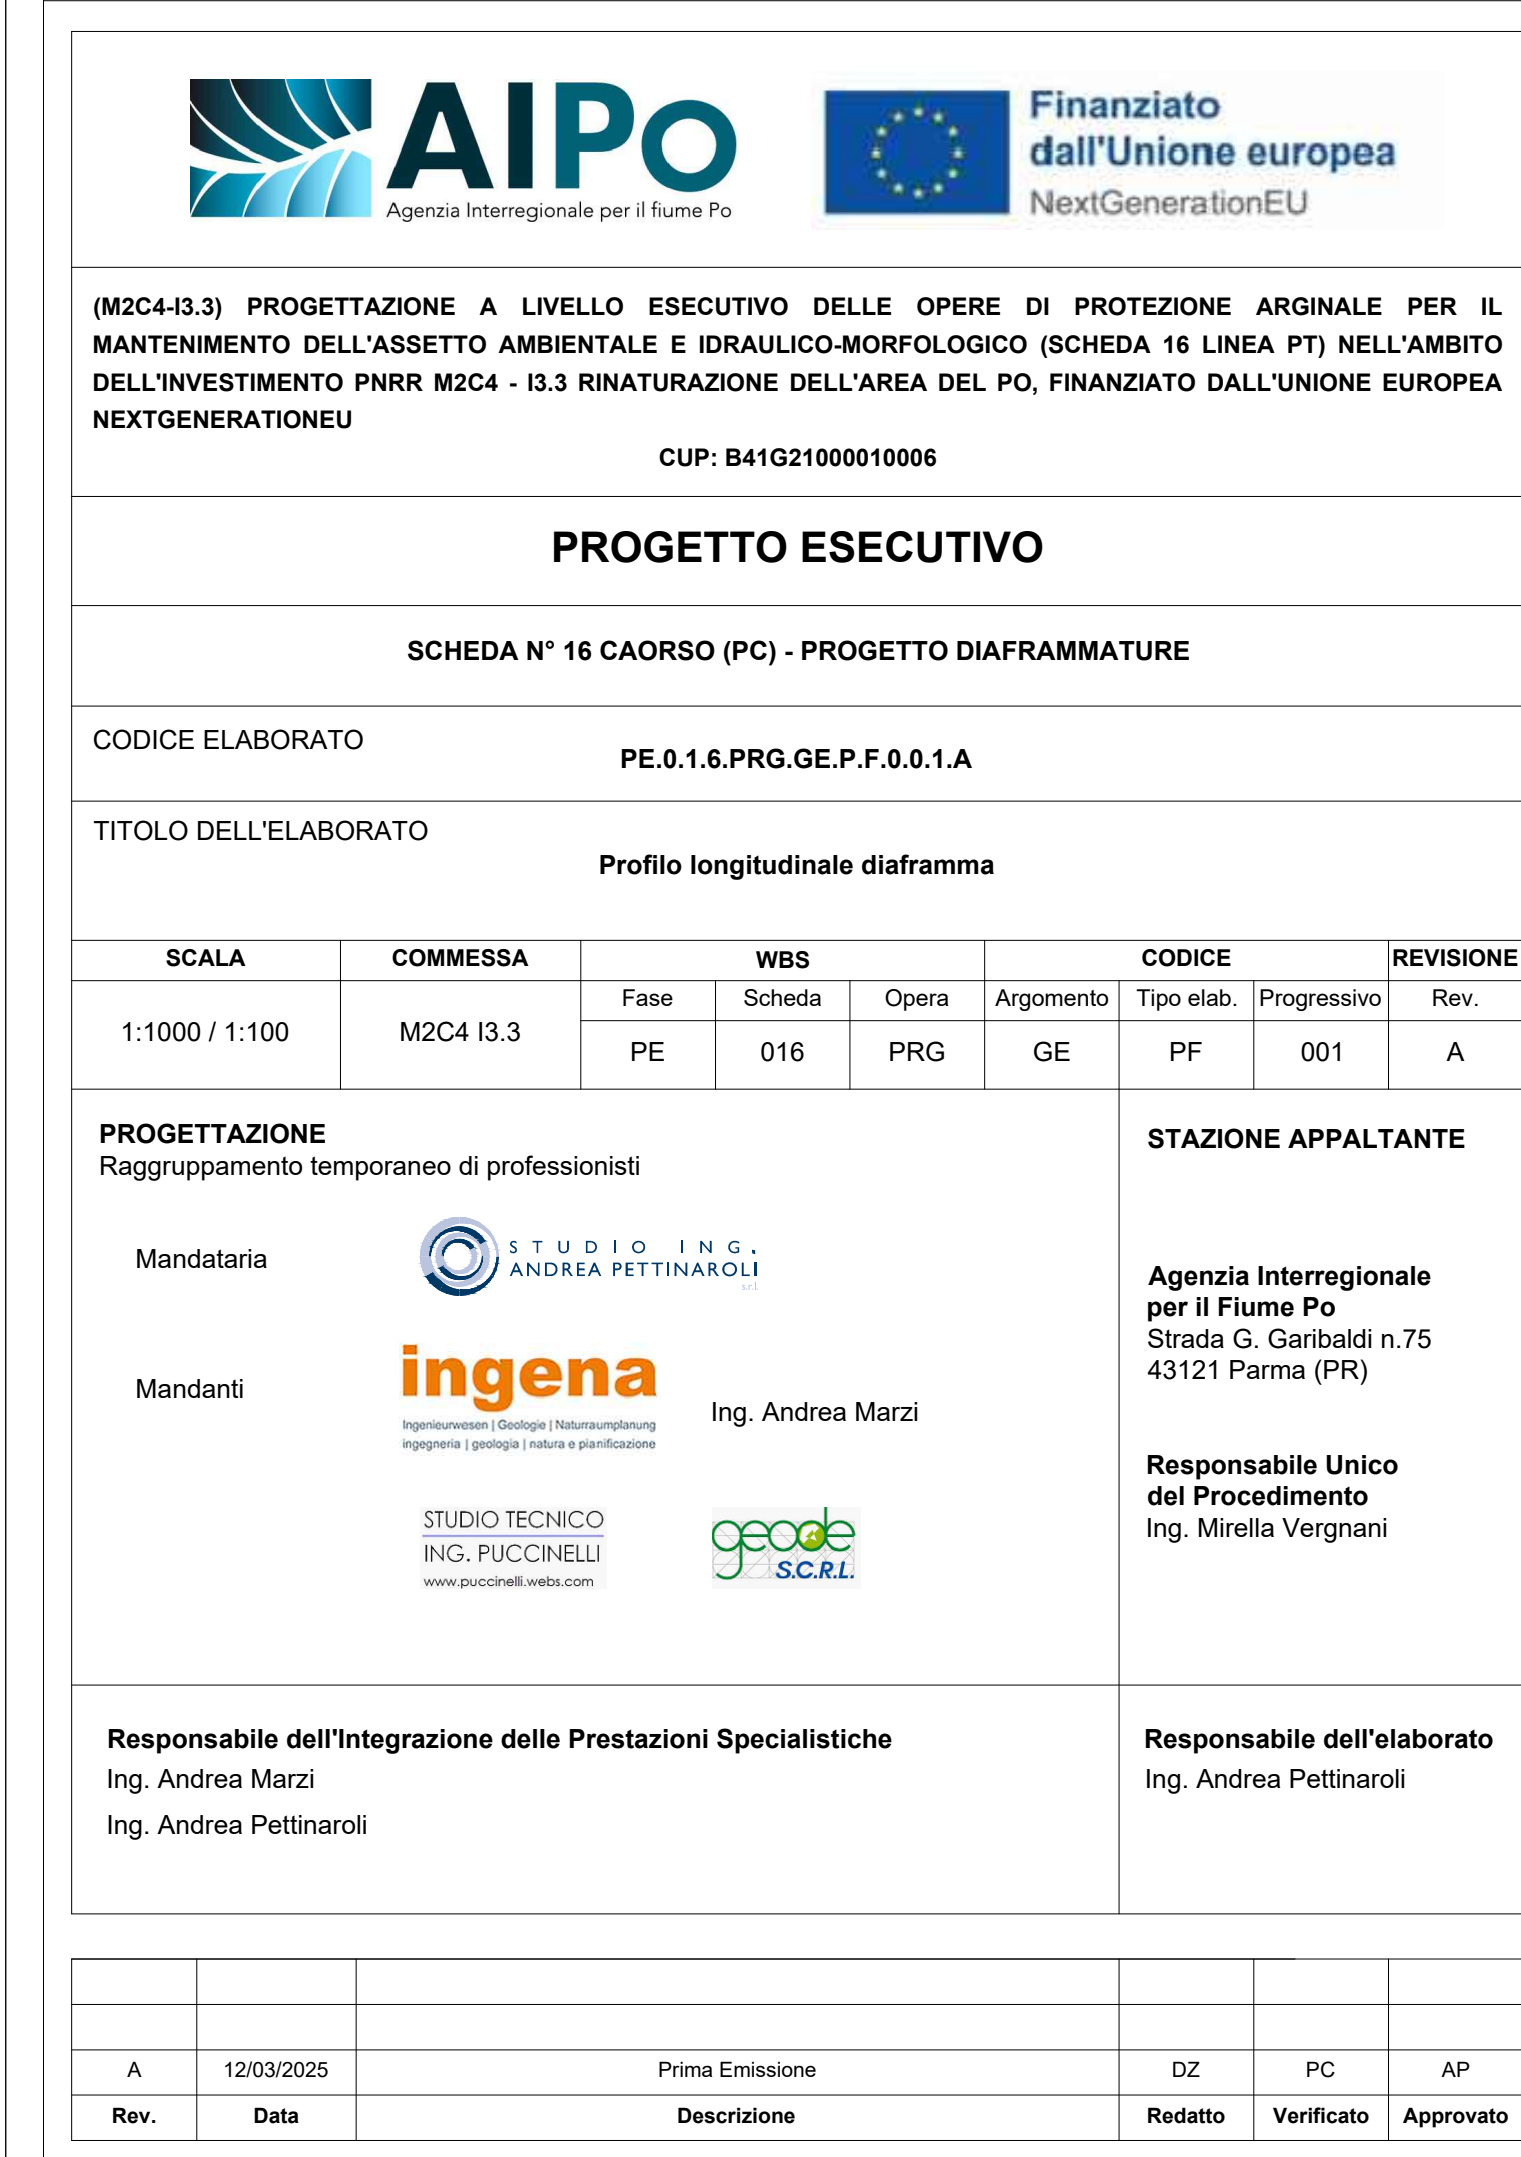 AIPo
Agenzia Interregionale per il fiume Po
Finanziato
dall'Unione europea
NextGenerationEU
(M2C4-I3.3) PROGETTAZIONE A LIVELLO ESECUTIVO DELLE OPERE DI PROTEZIONE ARGINALE PER IL
MANTENIMENTO DELL'ASSETTO AMBIENTALE E IDRAULICO-MORFOLOGICO (SCHEDA 16 LINEA PT) NELL'AMBITO
DELL'INVESTIMENTO PNRR M2C4 - I3.3 RINATURAZIONE DELL'AREA DEL PO, FINANZIATO DALL'UNIONE EUROPEA
NEXTGENERATIONEU
CUP: B41G21000010006
PROGETTO ESECUTIVO
SCHEDA N° 16 CAORSO (PC) - PROGETTO DIAFRAMMATURE
CODICE ELABORATO
PE.0.1.6.PRG.GE.P.F.0.0.1.A
TITOLO DELL'ELABORATO
Profilo longitudinale diaframma
SCALA COMMESSA WBS CODICE REVISIONE
Fase Scheda Opera Argomento Tipo elab. Progressivo Rev.
1:1000 / 1:100 M2C4 I3.3 PE 016 PRG GE PF 001 A
PROGETTAZIONE
Raggruppamento temporaneo di professionisti
Mandataria
STUDIO ING.
ANDREA PETTINAROLI
s.r.l.
Mandanti
ingena
Ingenieurwesen | Geologie | Naturraumplanung
ingegneria | geologia | natura e pianificazione
Ing. Andrea Marzi
STUDIO TECNICO
ING. PUCCINELLI
www.puccinelli.webs.com
geode
S.C.R.L.
STAZIONE APPALTANTE
Agenzia Interregionale
per il Fiume Po
Strada G. Garibaldi n.75
43121 Parma (PR)
Responsabile Unico
del Procedimento
Ing. Mirella Vergnani
Responsabile dell'Integrazione delle Prestazioni Specialistiche
Ing. Andrea Marzi
Ing. Andrea Pettinaroli
Responsabile dell'elaborato
Ing. Andrea Pettinaroli
A 12/03/2025 Prima Emissione DZ PC AP
Rev. Data Descrizione Redatto Verificato Approvato